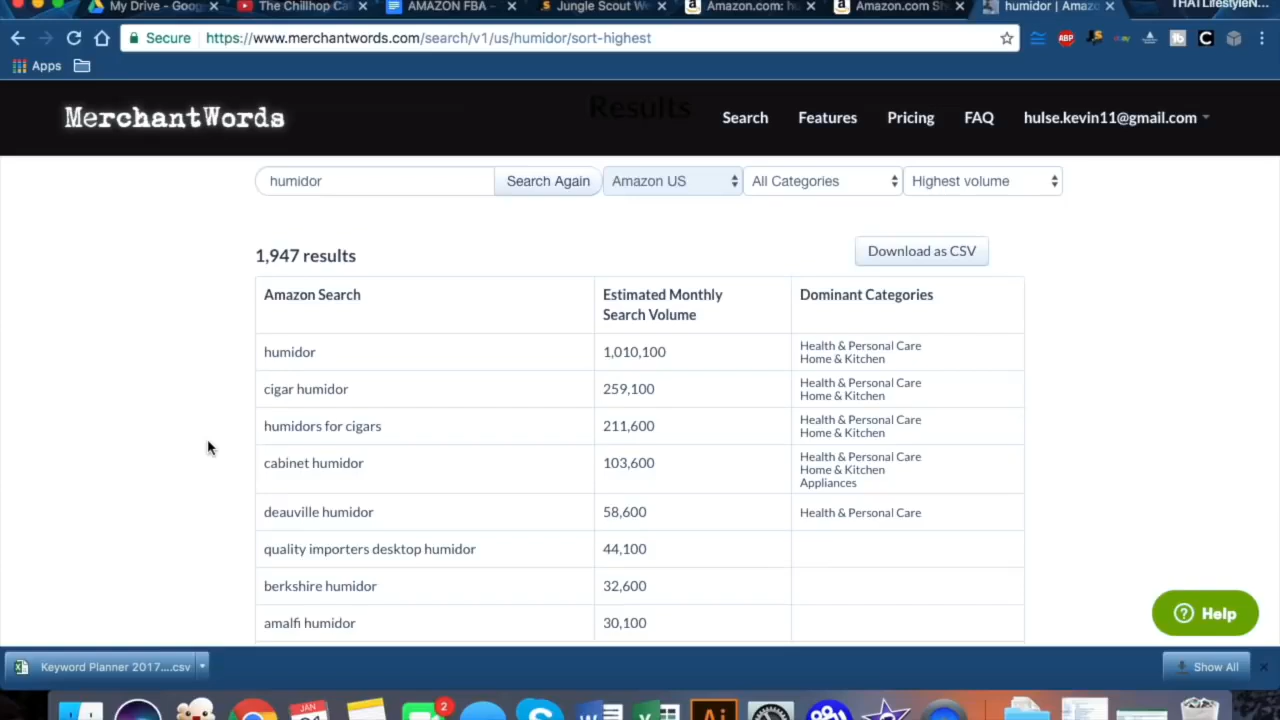 My Drive - Goog
The Chillhop Ca
AMAZON FBA -
Jungle Scout We
Amazon.com: hu
Amazon.com Sh
humidor | Amaz
THATLifestyleN
Secure https://www.merchantwords.com/search/v1/us/humidor/sort-highest
ABP
Apps
MerchantWords
Results
Search
Features
Pricing
FAQ
hulse.kevin11@gmail.com
humidor
Search Again
Amazon US
All Categories
Highest volume
1,947 results
Download as CSV
Amazon Search
Estimated Monthly
Search Volume
Dominant Categories
humidor
1,010,100
Health & Personal Care
Home & Kitchen
cigar humidor
259,100
Health & Personal Care
Home & Kitchen
humidors for cigars
211,600
Health & Personal Care
Home & Kitchen
cabinet humidor
103,600
Health & Personal Care
Home & Kitchen
Appliances
deauville humidor
58,600
Health & Personal Care
quality importers desktop humidor
44,100
berkshire humidor
32,600
amalfi humidor
30,100
Help
Keyword Planner 2017....csv
Show All
JAN
2
Ai